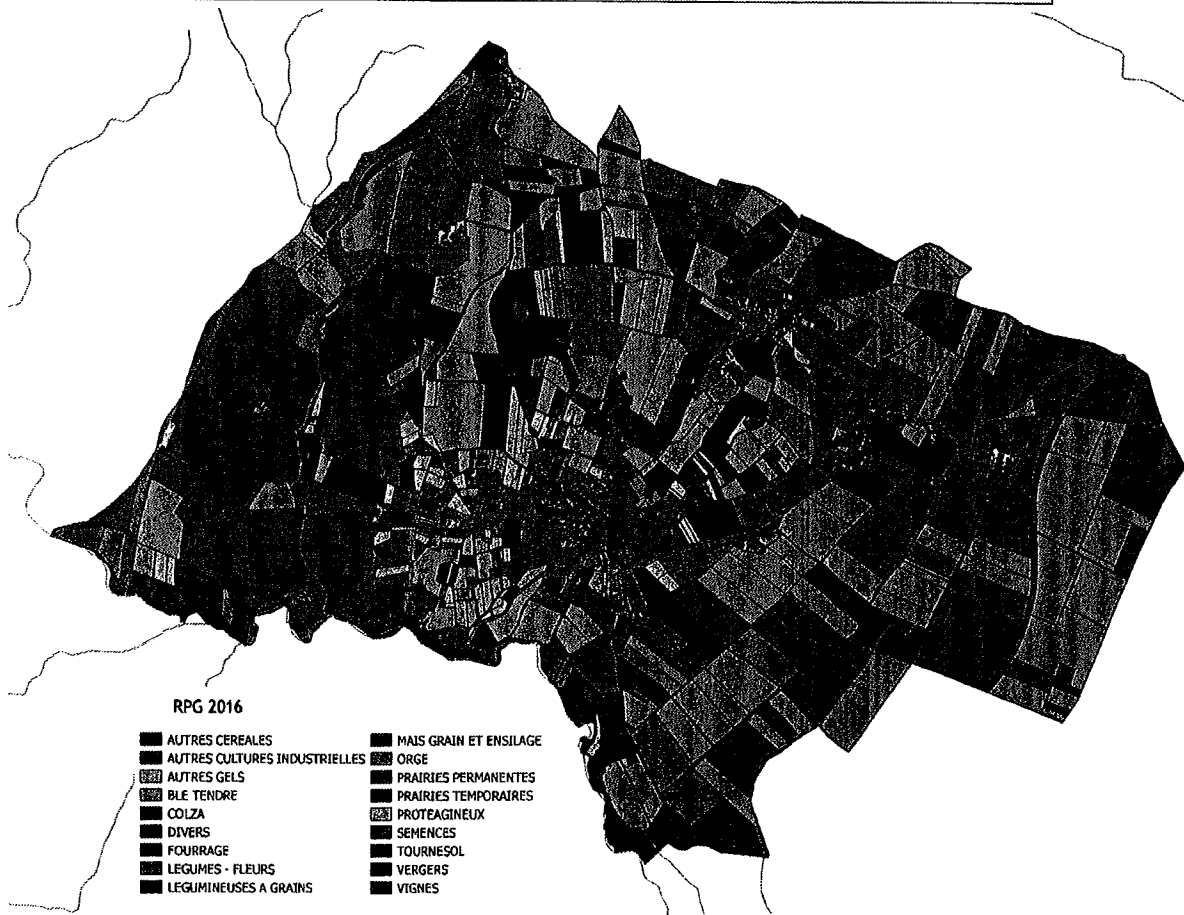 RPG 2016
AUTRES CEREALES
AUTRES CULTURES INDUSTRIELLES
AUTRES GELS
BLE TENDRE
COLZA
DIVERS
FOURRAGE
LEGUMES - FLEURS
LEGUMINEUSES A GRAINS
MAIS GRAIN ET ENSILAGE
ORGE
PRAIRIES PERMANENTES
PRAIRIES TEMPORAIRES
PROTEAGINEUX
SEMENCES
TOURNESOL
VERGERS
VIGNES